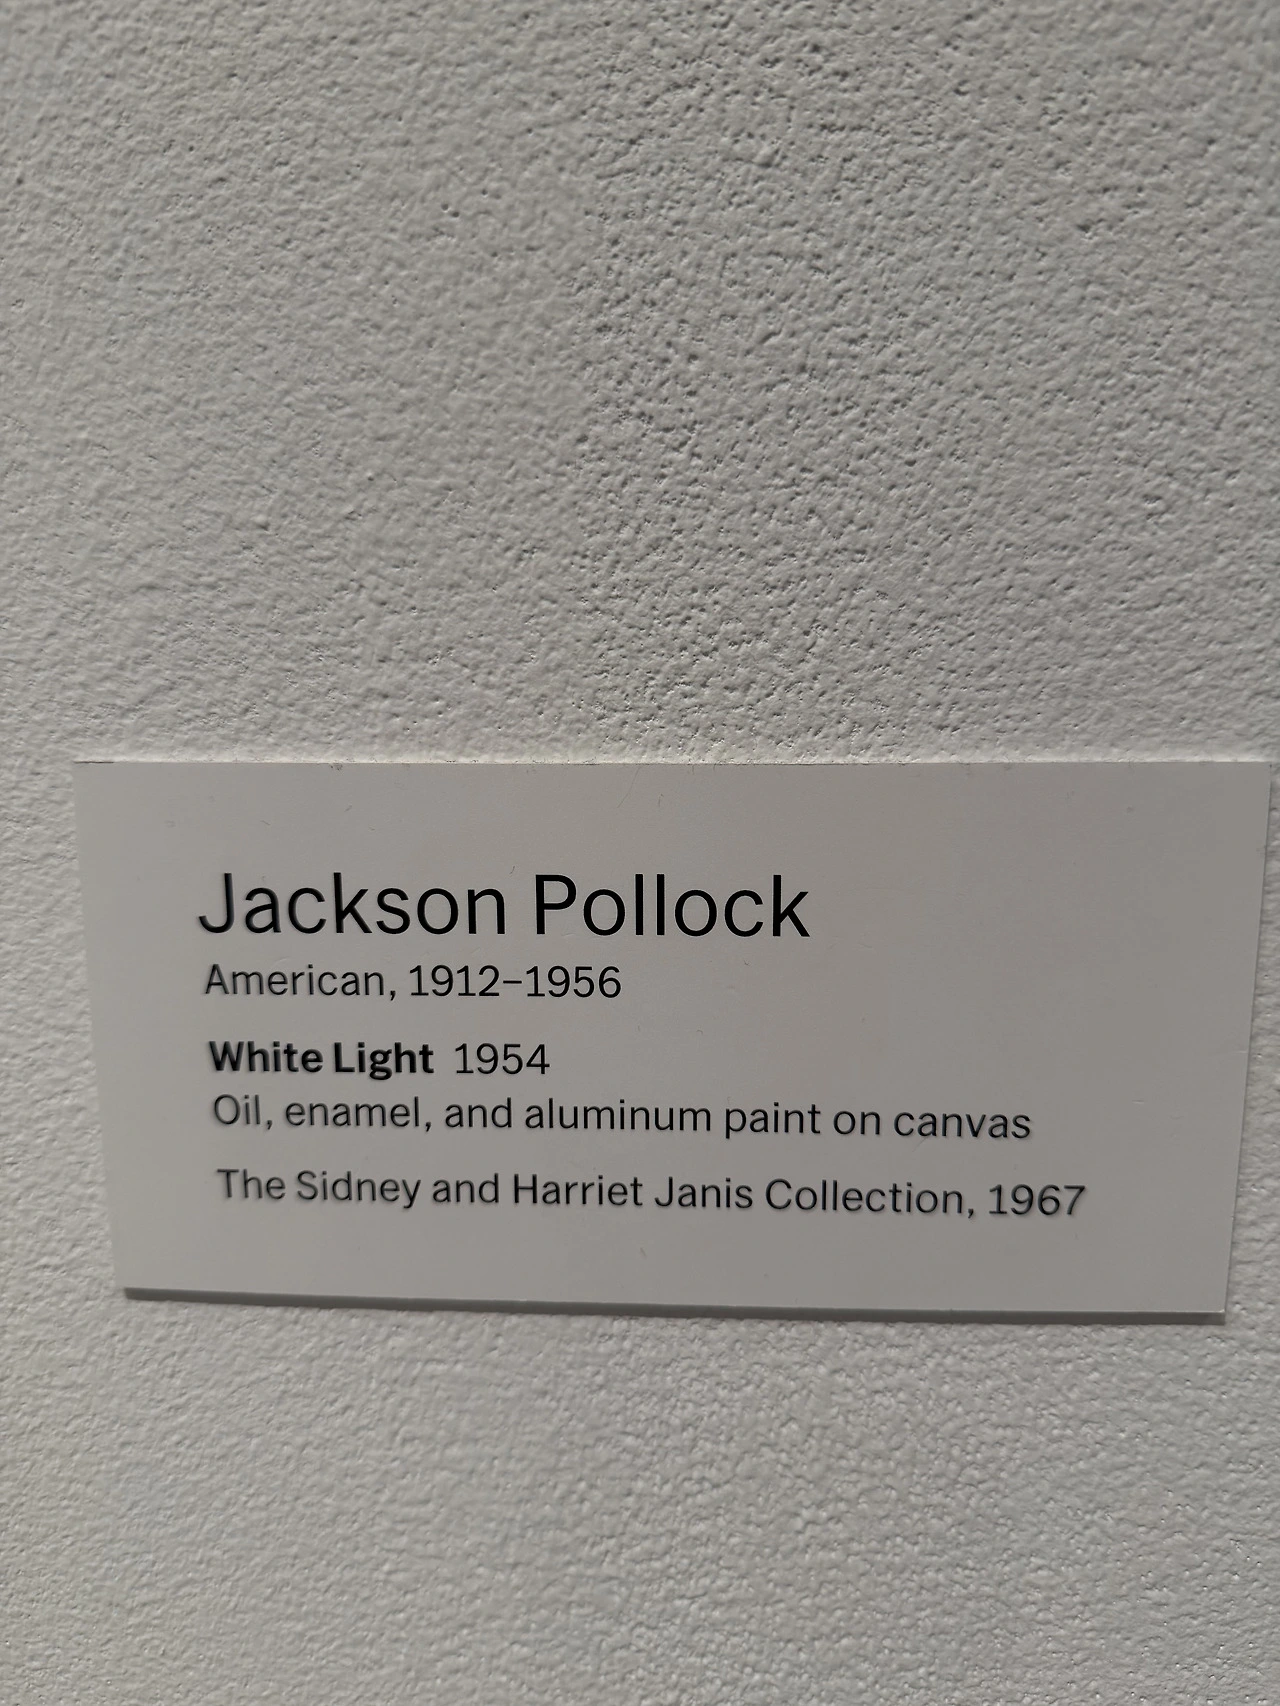 Jackson Pollock
American, 1912–1956
White Light 1954
Oil, enamel, and aluminum paint on canvas
The Sidney and Harriet Janis Collection, 1967